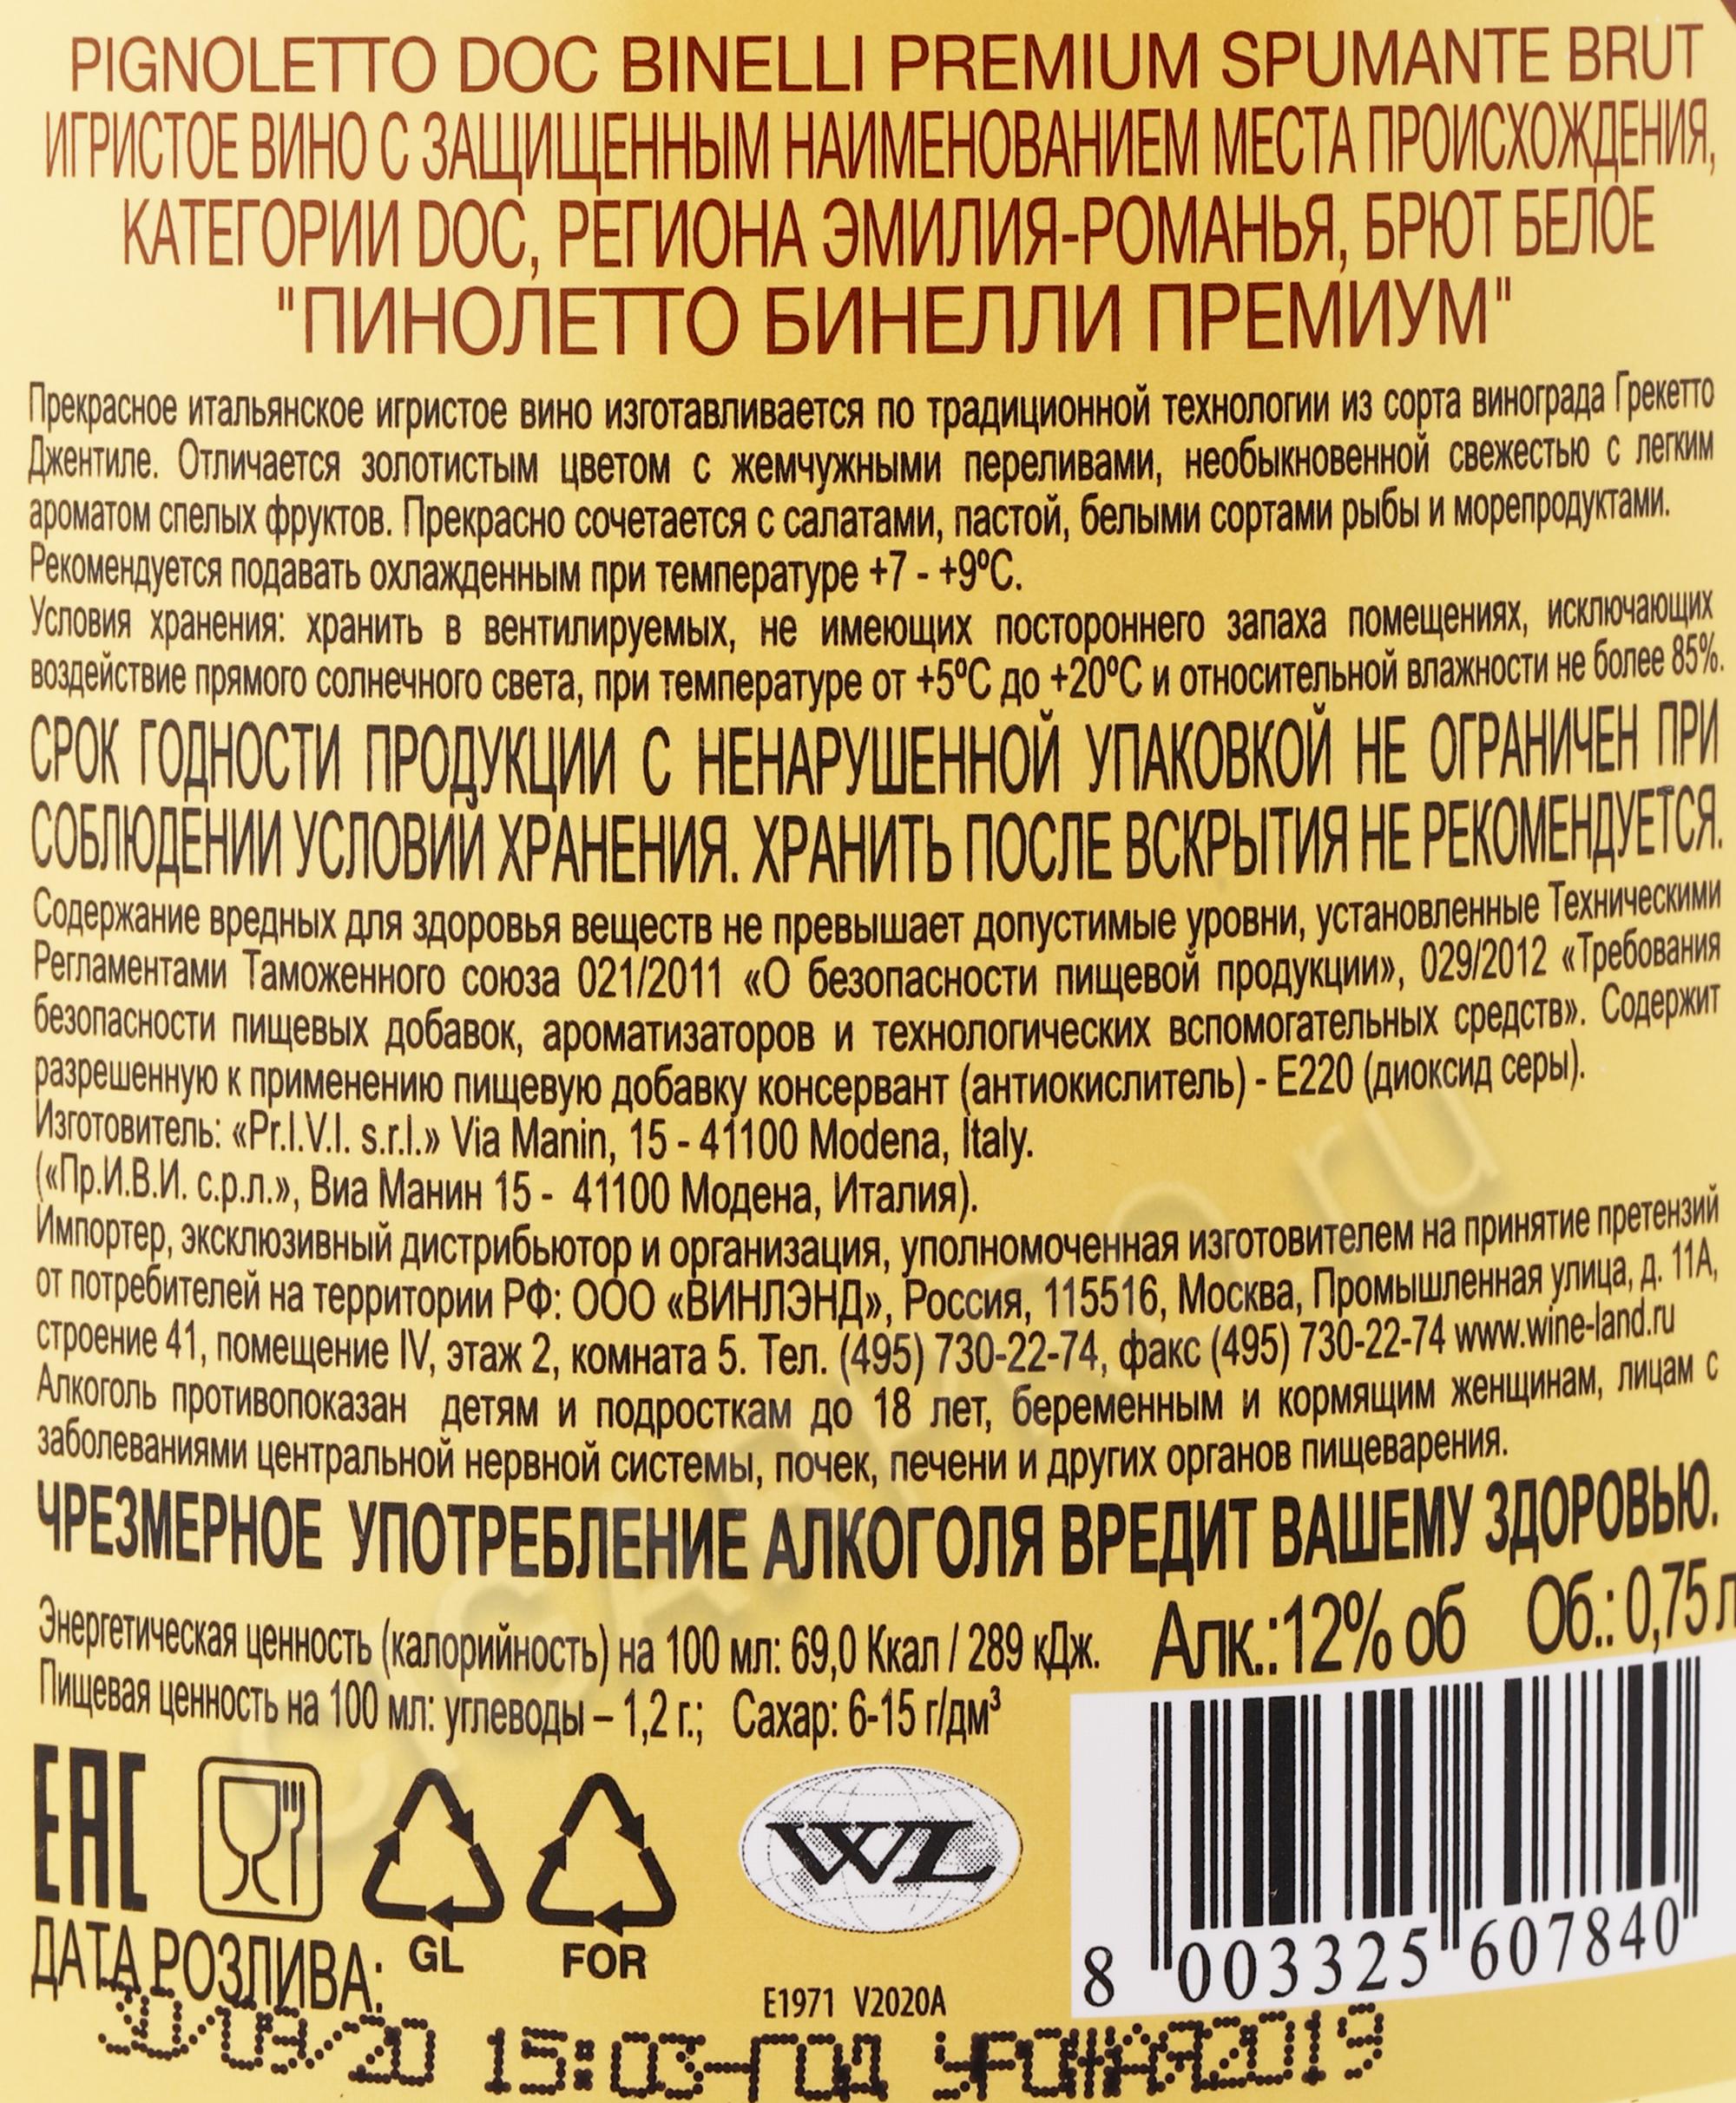 PIGNOLETTO DOC BINELLI PREMIUM SPUMANTE BRUT
ИГРИСТОЕ ВИНО С ЗАЩИЩЕННЫМ НАИМЕНОВАНИЕМ МЕСТА ПРОИСХОЖДЕНИЯ,
КАТЕГОРИИ DOC, РЕГИОНА ЭМИЛИЯ-РОМАНЬЯ, БРЮТ БЕЛОЕ
"ПИНОЛЕТТО БИНЕЛЛИ ПРЕМИУМ"
Прекрасное итальянское игристое вино изготавливается по традиционной технологии из сорта винограда Грекетто
Джентиле. Отличается золотистым цветом с жемчужными переливами, необыкновенной свежестью с легким
ароматом спелых фруктов. Прекрасно сочетается с салатами, пастой, белыми сортами рыбы и морепродуктами.
Рекомендуется подавать охлажденным при температуре +7 - +9ºC.
Условия хранения: хранить в вентилируемых, не имеющих постороннего запаха помещениях, исключающих
воздействие прямого солнечного света, при температуре от +5ºC до +20ºC и относительной влажности не более 85%.
СРОК ГОДНОСТИ ПРОДУКЦИИ С НЕНАРУШЕННОЙ УПАКОВКОЙ НЕ ОГРАНИЧЕН ПРИ
СОБЛЮДЕНИИ УСЛОВИЙ ХРАНЕНИЯ. ХРАНИТЬ ПОСЛЕ ВСКРЫТИЯ НЕ РЕКОМЕНДУЕТСЯ.
Содержание вредных для здоровья веществ не превышает допустимые уровни, установленные Техническими
Регламентами Таможенного союза 021/2011 «О безопасности пищевой продукции», 029/2012 «Требования
безопасности пищевых добавок, ароматизаторов и технологических вспомогательных средств». Содержит
разрешенную к применению пищевую добавку консервант (антиокислитель) - Е220 (диоксид серы).
Изготовитель: «Pr.I.V.I. s.r.l.» Via Manin, 15 - 41100 Modena, Italy.
(«Пр.И.В.И. с.р.л.», Виа Манин 15 - 41100 Модена, Италия).
Импортер, эксклюзивный дистрибьютор и организация, уполномоченная изготовителем на принятие претензий
от потребителей на территории РФ: ООО «ВИНЛЭНД», Россия, 115516, Москва, Промышленная улица, д. 11А,
строение 41, помещение IV, этаж 2, комната 5. Тел. (495) 730-22-74, факс (495) 730-22-74 www.wine-land.ru
Алкоголь противопоказан детям и подросткам до 18 лет, беременным и кормящим женщинам, лицам с
заболеваниями центральной нервной системы, почек, печени и других органов пищеварения.
ЧРЕЗМЕРНОЕ УПОТРЕБЛЕНИЕ АЛКОГОЛЯ ВРЕДИТ ВАШЕМУ ЗДОРОВЬЮ.
Энергетическая ценность (калорийность) на 100 мл: 69,0 Ккал / 289 кДж. Алк.:12% об Об.: 0,75 л
Пищевая ценность на 100 мл: углеводы – 1,2 г.; Сахар: 6-15 г/дм³
EAC
WL
GL FOR
ДАТА РОЗЛИВА:
E1971 V2020A
8 003325 607840
30/09/20 15:03-ГОД УРОЖАЯ2019
CIGARPRO.ru